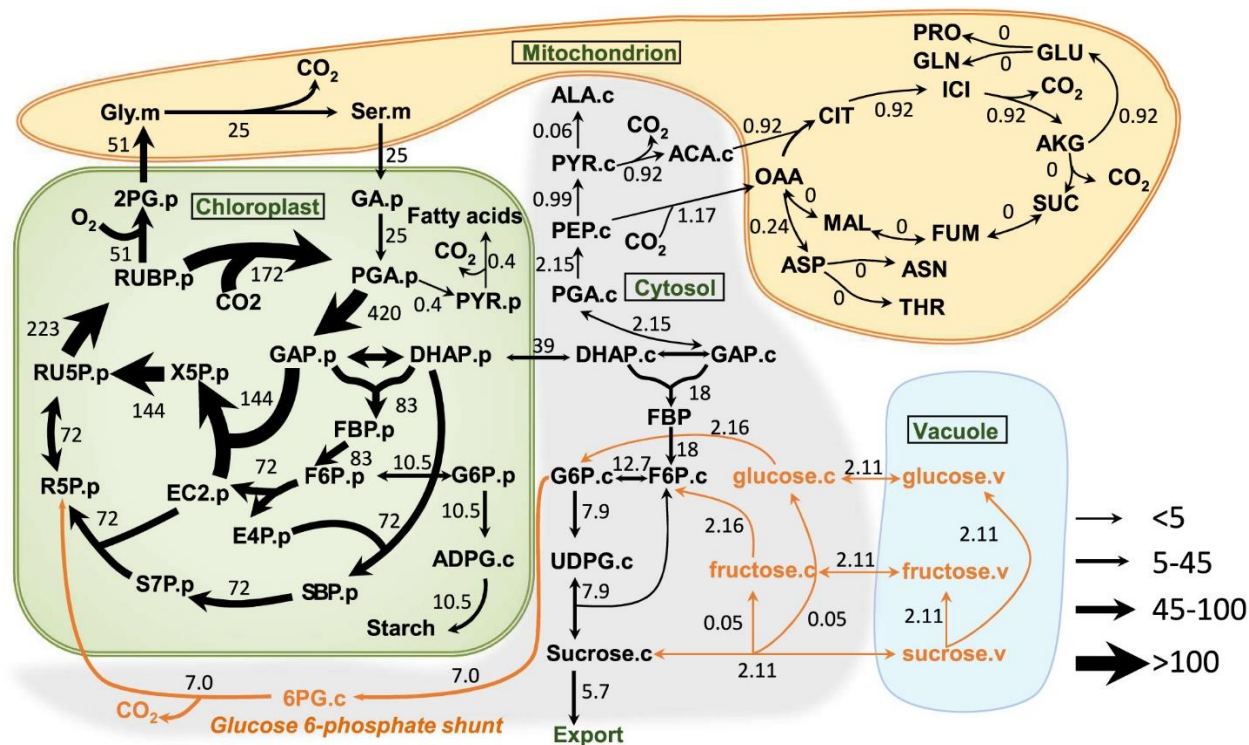 Mitochondrion
CO2
Gly.m
25
Ser.m
51
25
2PG.p
O2
51
RUBP.p
Chloroplast
172
CO2
GA.p
25
Fatty acids
CO2
0.4
PGA.p
0.4
PYR.p
420
223
RU5P.p
144
X5P.p
144
GAP.p
DHAP.p
39
83
FBP.p
83
72
R5P.p
72
EC2.p
F6P.p
10.5
G6P.p
10.5
E4P.p
72
72
ADPG.c
10.5
S7P.p
72
SBP.p
Starch
ALA.c
0.06
PYR.c
CO2
0.92
ACA.c
0.92
0.99
PEP.c
CO2
1.17
2.15
PGA.c
Cytosol
2.15
DHAP.c
GAP.c
18
FBP
18
2.16
G6P.c
12.7
F6P.c
glucose.c
2.11
glucose.v
7.9
UDPG.c
7.9
2.16
fructose.c
2.11
fructose.v
2.11
0.05
0.05
2.11
Sucrose.c
2.11
sucrose.v
5.7
Export
7.0
6PG.c
7.0
CO2
Glucose 6-phosphate shunt
Vacuole
PRO
0
GLN
0
GLU
ICI
CO2
CIT
0.92
0.92
AKG
0.92
0
CO2
OAA
0
SUC
0.24
MAL
0
FUM
0
ASP
0
ASN
0
THR
<5
5-45
45-100
>100